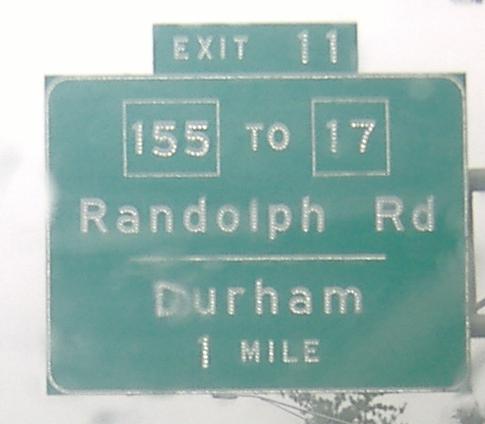 EXIT 11
155 TO 17
Randolph Rd
Durham
1 MILE